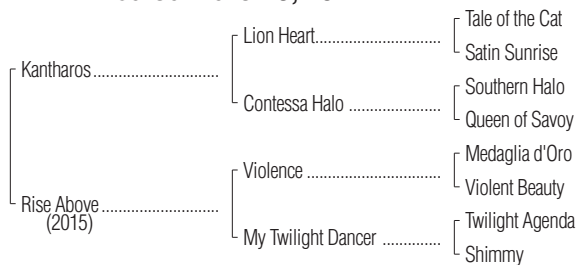 Tale of the Cat
Lion Heart
Satin Sunrise
Kantharos
Southern Halo
Contessa Halo
Queen of Savoy
Medaglia d'Oro
Violence
Violent Beauty
Rise Above
(2015)
Twilight Agenda
My Twilight Dancer
Shimmy